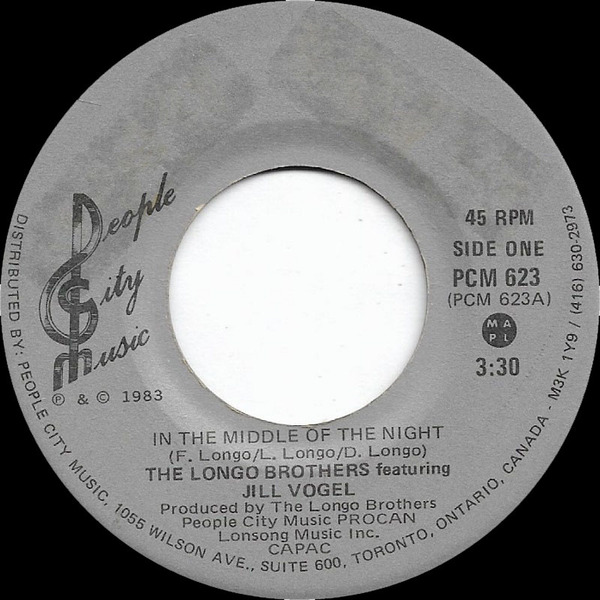 People
City
Music
℗ & © 1983
45 RPM
SIDE ONE
PCM 623
(PCM 623A)
M A
P L
3:30
IN THE MIDDLE OF THE NIGHT
(F. Longo/L. Longo/D. Longo)
THE LONGO BROTHERS featuring
JILL VOGEL
Produced by The Longo Brothers
People City Music PROCAN
Lonsong Music Inc.
CAPAC
DISTRIBUTED BY: PEOPLE CITY MUSIC, 1055 WILSON AVE., SUITE 600, TORONTO, ONTARIO, CANADA - M3K 1Y9 / (416) 630-2973